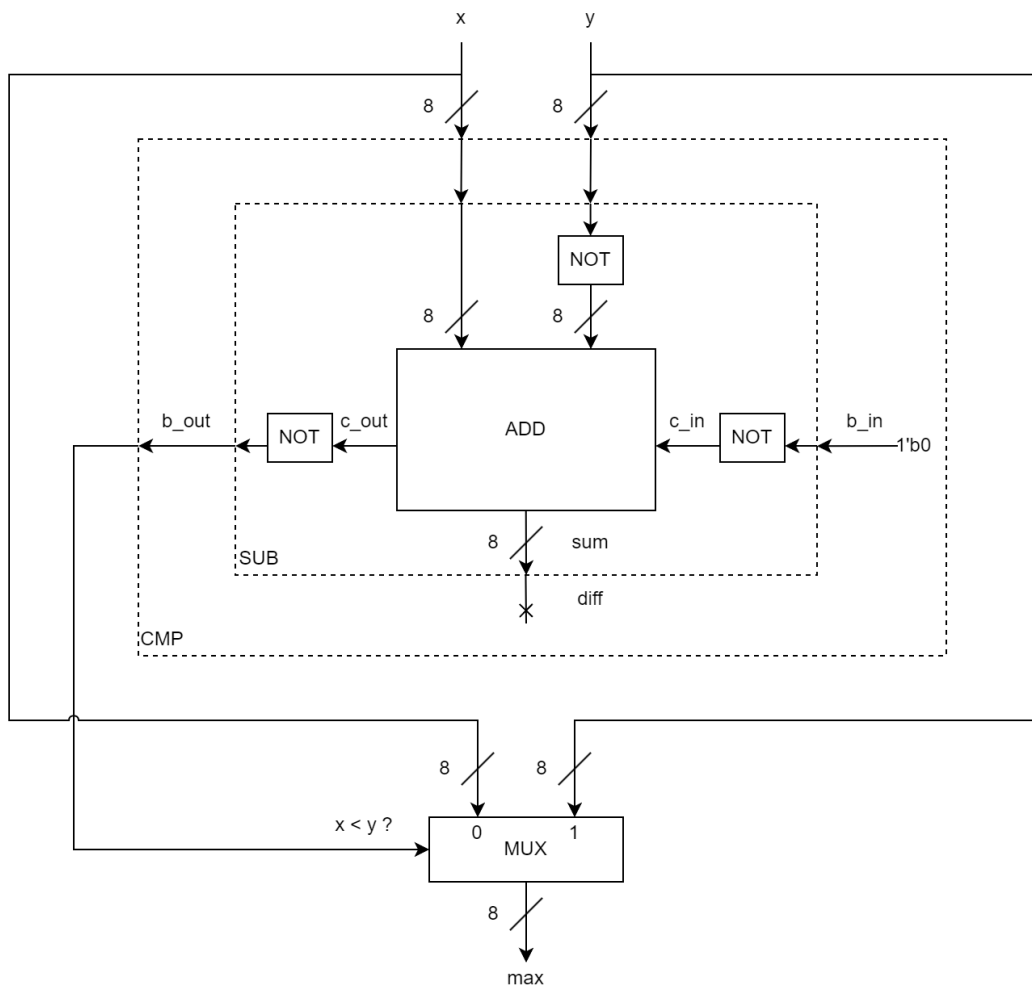 x
y
8
8
NOT
8
8
b_out
c_out
ADD
c_in
b_in
NOT
NOT
1'b0
8
sum
SUB
diff
CMP
8
8
x < y ?
0
1
MUX
8
max